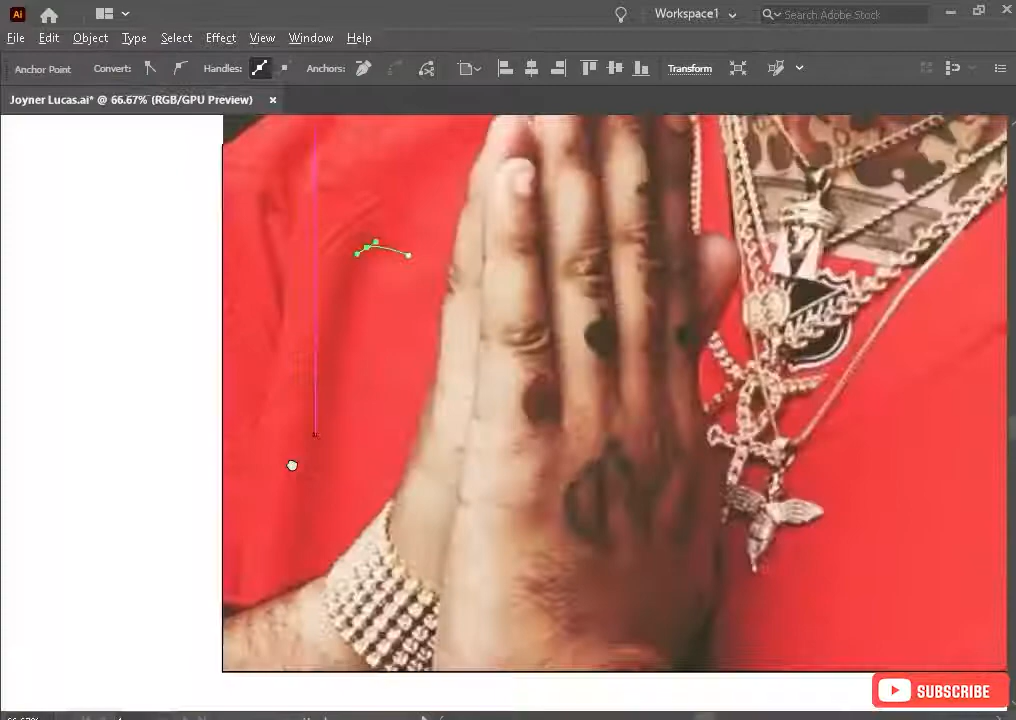 Ai
Workspace1
Search Adobe Stock
File Edit Object Type Select Effect View Window Help
Anchor Point Convert: Handles: Anchors: Transform
Joyner Lucas.ai* @ 66.67% (RGB/GPU Preview) ×
SUBSCRIBE